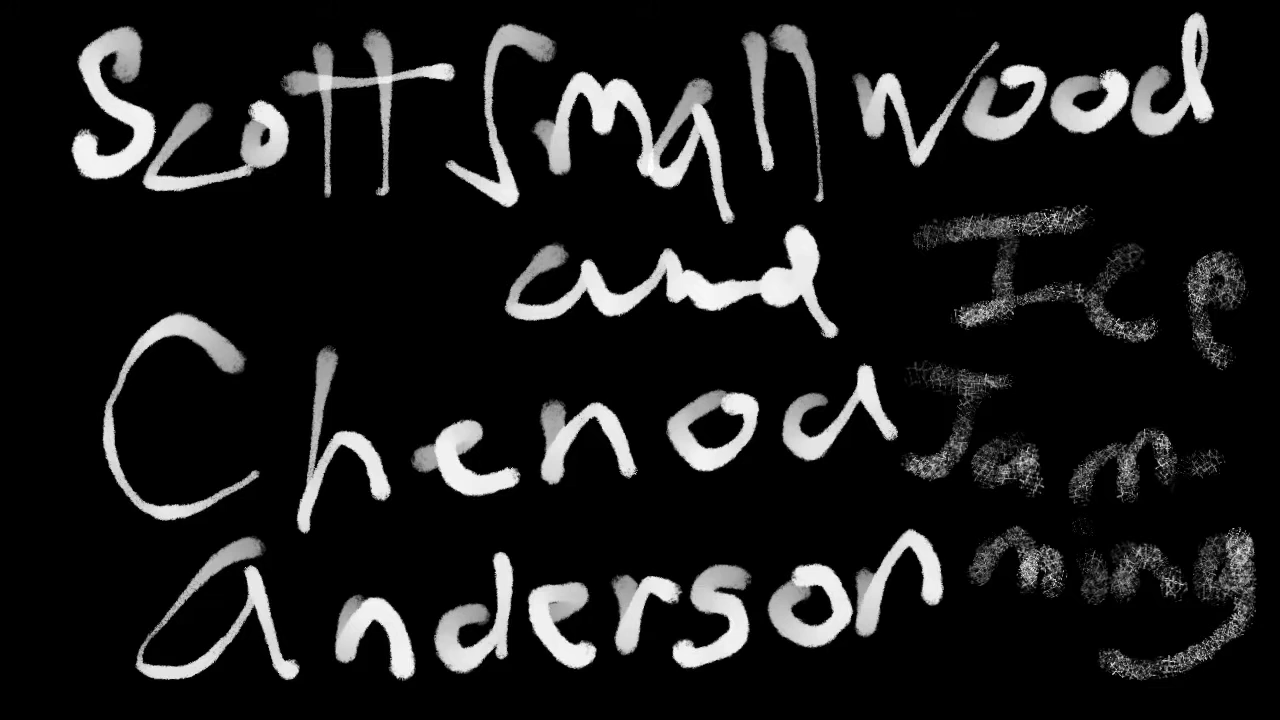 Scott Smallwood
and
Chenoa
anderson
Ice
Jam-
ming